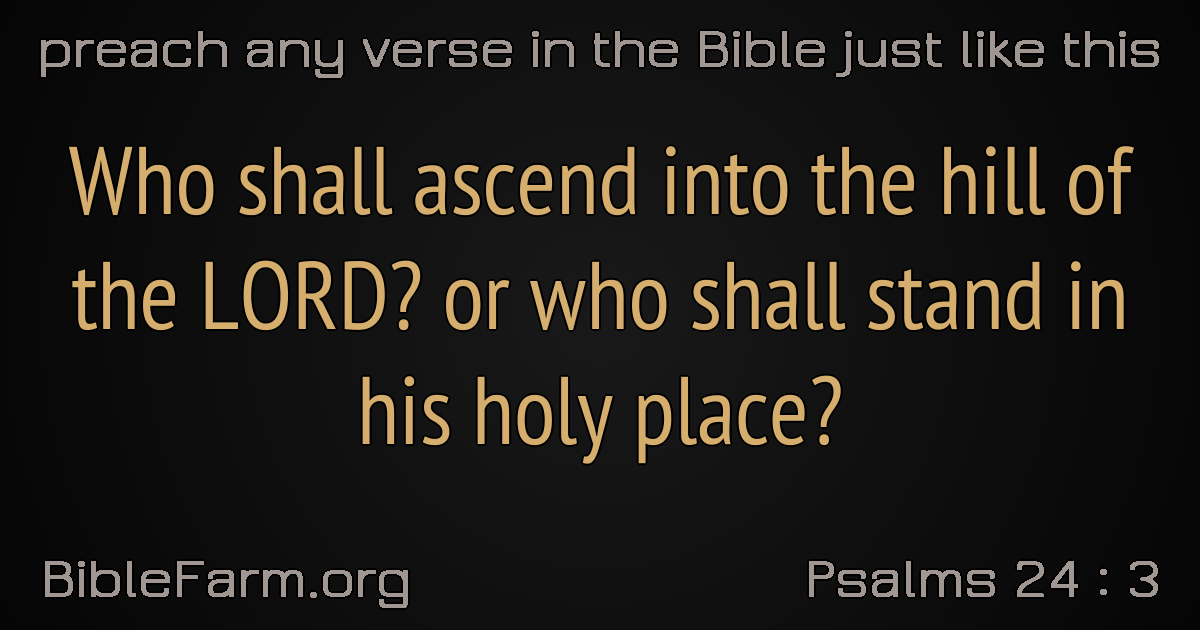 preach any verse in the Bible just like this
Who shall ascend into the hill of
the LORD? or who shall stand in
his holy place?
BibleFarm.org
Psalms 24 : 3